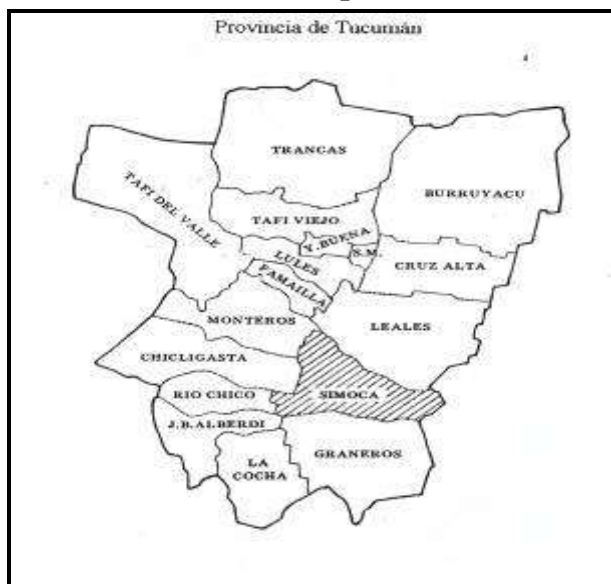 Provincia de Tucumán
TRANCAS
BURRUYACU
TAFI DEL VALLE
TAFI VIEJO
Y. BUENA
S.M.
LULES
CRUZ ALTA
FAMAILLA
MONTEROS
LEALES
CHICLIGASTA
RIO CHICO
SIMOCA
J.B.ALBERDI
GRANEROS
LA
COCHA